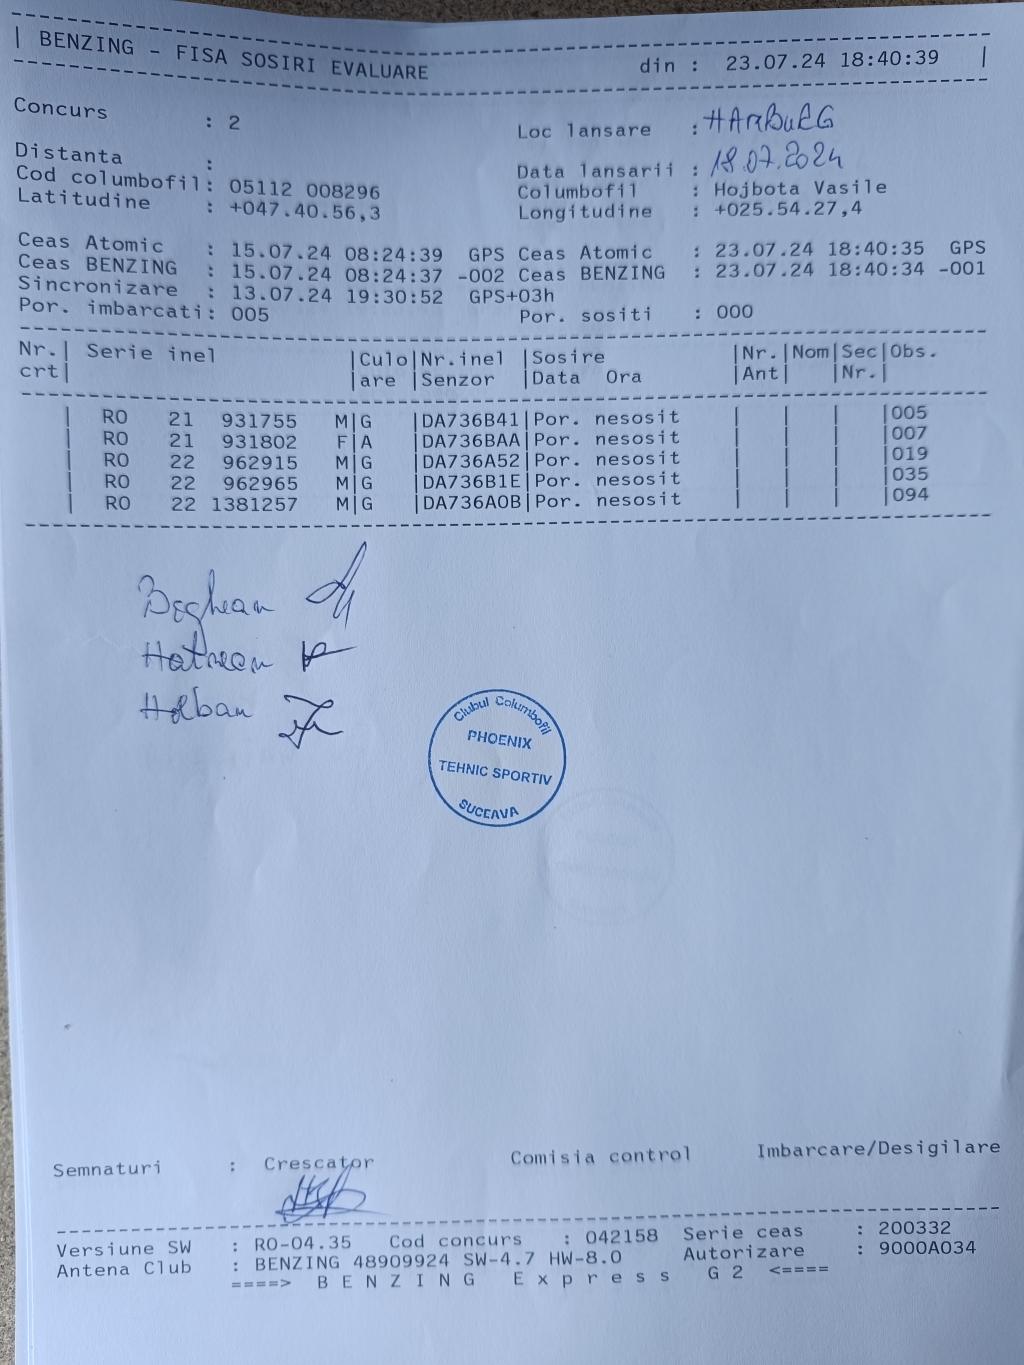 | BENZING - FISA SOSIRI EVALUARE din : 23.07.24 18:40:39 |
Concurs : 2 Loc lansare : HAmBuRG
Distanta : Data lansarii : 18.07.2024
Cod columbofil: 05112 008296 Columbofil : Hojbota Vasile
Latitudine : +047.40.56,3 Longitudine : +025.54.27,4
Ceas Atomic : 15.07.24 08:24:39 GPS Ceas Atomic : 23.07.24 18:40:35 GPS
Ceas BENZING : 15.07.24 08:24:37 -002 Ceas BENZING : 23.07.24 18:40:34 -001
Sincronizare : 13.07.24 19:30:52 GPS+03h
Por. imbarcati: 005 Por. sositi : 000
Nr.| Serie inel |Culo|Nr.inel |Sosire |Nr.|Nom|Sec|Obs.
crt| |are |Senzor |Data Ora |Ant| |Nr.|
| RO 21 931755 M|G |DA736B41|Por. nesosit | | | |005
| RO 21 931802 F|A |DA736BAA|Por. nesosit | | | |007
| RO 22 962915 M|G |DA736A52|Por. nesosit | | | |019
| RO 22 962965 M|G |DA736B1E|Por. nesosit | | | |035
| RO 22 1381257 M|G |DA736A0B|Por. nesosit | | | |094
Holban
Clubul Columbofil
PHOENIX
TEHNIC SPORTIV
SUCEAVA
Semnaturi : Crescator Comisia control Imbarcare/Desigilare
Versiune SW : RO-04.35 Cod concurs : 042158 Serie ceas : 200332
Antena Club : BENZING 48909924 SW-4.7 HW-8.0 Autorizare : 9000A034
====> B E N Z I N G E x p r e s s G 2 <====